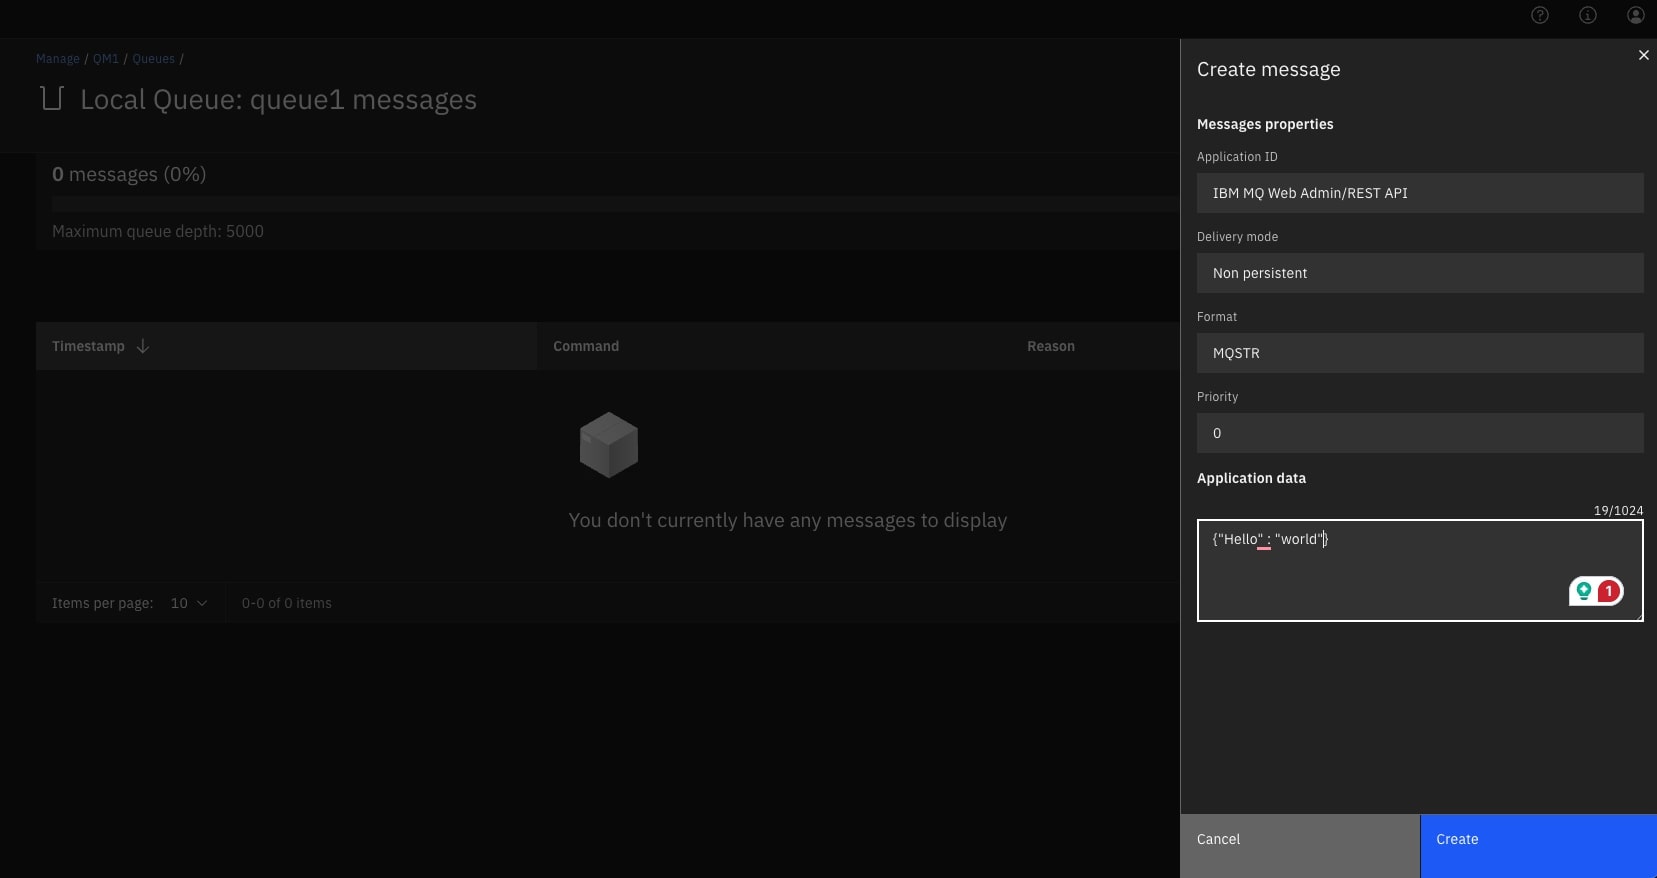 Manage / QM1 / Queues /
Local Queue: queue1 messages
0 messages (0%)
Maximum queue depth: 5000
Timestamp
Command
Reason
You don't currently have any messages to display
Items per page: 10
0-0 of 0 items
Create message
Messages properties
Application ID
IBM MQ Web Admin/REST API
Delivery mode
Non persistent
Format
MQSTR
Priority
0
Application data
19/1024
{"Hello" : "world"}
1
Cancel
Create